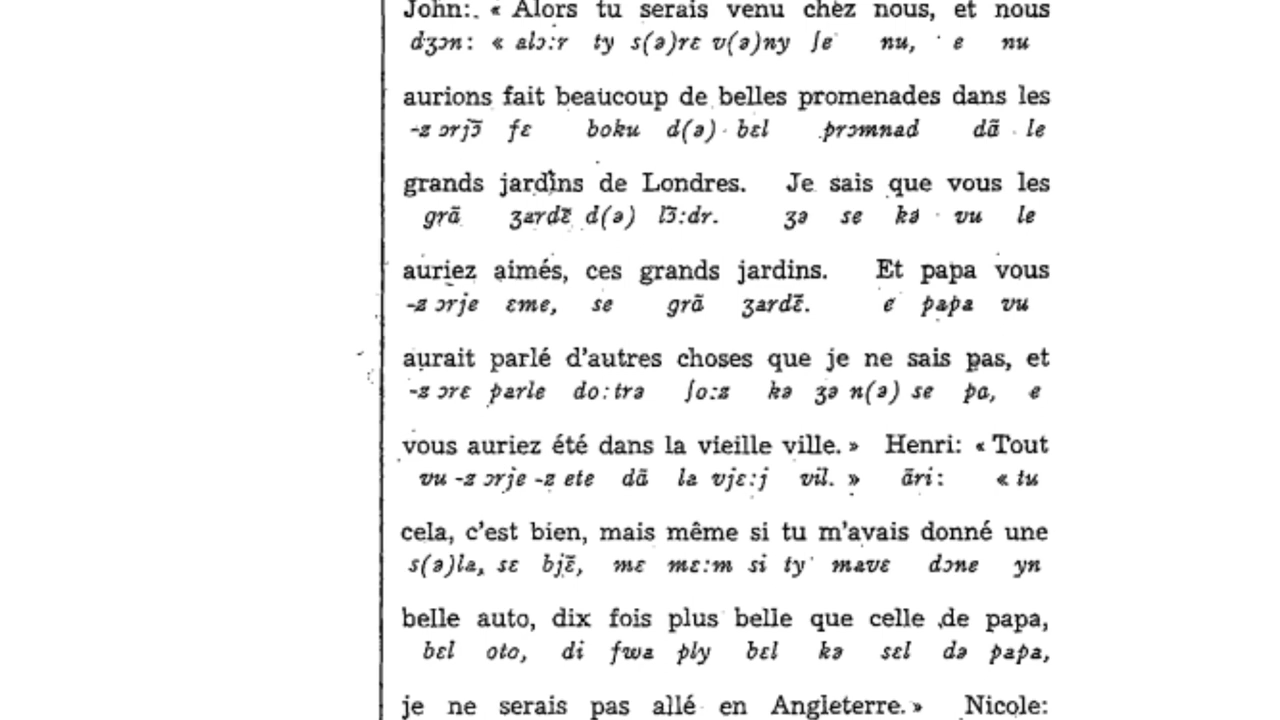 John: « Alors tu serais venu chez nous, et nous
dʒɔn: « alɔ:r ty s(ə)rɛ v(ə)ny ʃe nu, e nu
aurions fait beaucoup de belles promenades dans les
-z ɔrjɔ̃ fɛ boku d(ə) bɛl prɔmnad dɑ̃ le
grands jardins de Londres. Je sais que vous les
grɑ̃ ʒardɛ̃ d(ə) lɔ̃:dr. ʒə se kə vu le
auriez aimés, ces grands jardins. Et papa vous
-z ɔrje ɛme, se grɑ̃ ʒardɛ̃. e papa vu
aurait parlé d'autres choses que je ne sais pas, et
-z ɔrɛ parle do:trə ʃo:z kə ʒə n(ə) se pɑ, e
vous auriez été dans la vieille ville. » Henri: « Tout
vu -z ɔrje -z ete dɑ̃ la vjɛ:j vil. » ɑ̃ri: « tu
cela, c'est bien, mais même si tu m'avais donné une
s(ə)la, sɛ bjɛ̃, mɛ mɛ:m si ty mavɛ dɔne yn
belle auto, dix fois plus belle que celle de papa,
bɛl oto, di fwa ply bɛl kə sɛl də papa,
je ne serais pas allé en Angleterre. » Nicole: